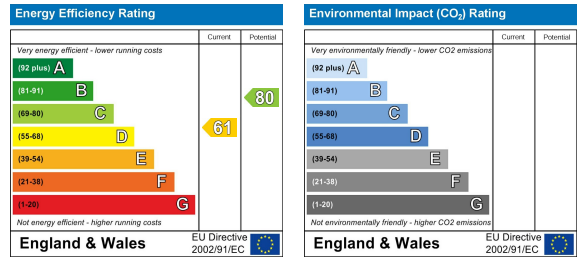 Energy Efficiency Rating
Current Potential
Very energy efficient - lower running costs
(92 plus) A
(81-91) B
(69-80) C
(55-68) D
(39-54) E
(21-38) F
(1-20) G
61
80
Not energy efficient - higher running costs
England & Wales
EU Directive
2002/91/EC
Environmental Impact (CO2) Rating
Current Potential
Very environmentally friendly - lower CO2 emissions
(92 plus) A
(81-91) B
(69-80) C
(55-68) D
(39-54) E
(21-38) F
(1-20) G
Not environmentally friendly - higher CO2 emissions
England & Wales
EU Directive
2002/91/EC